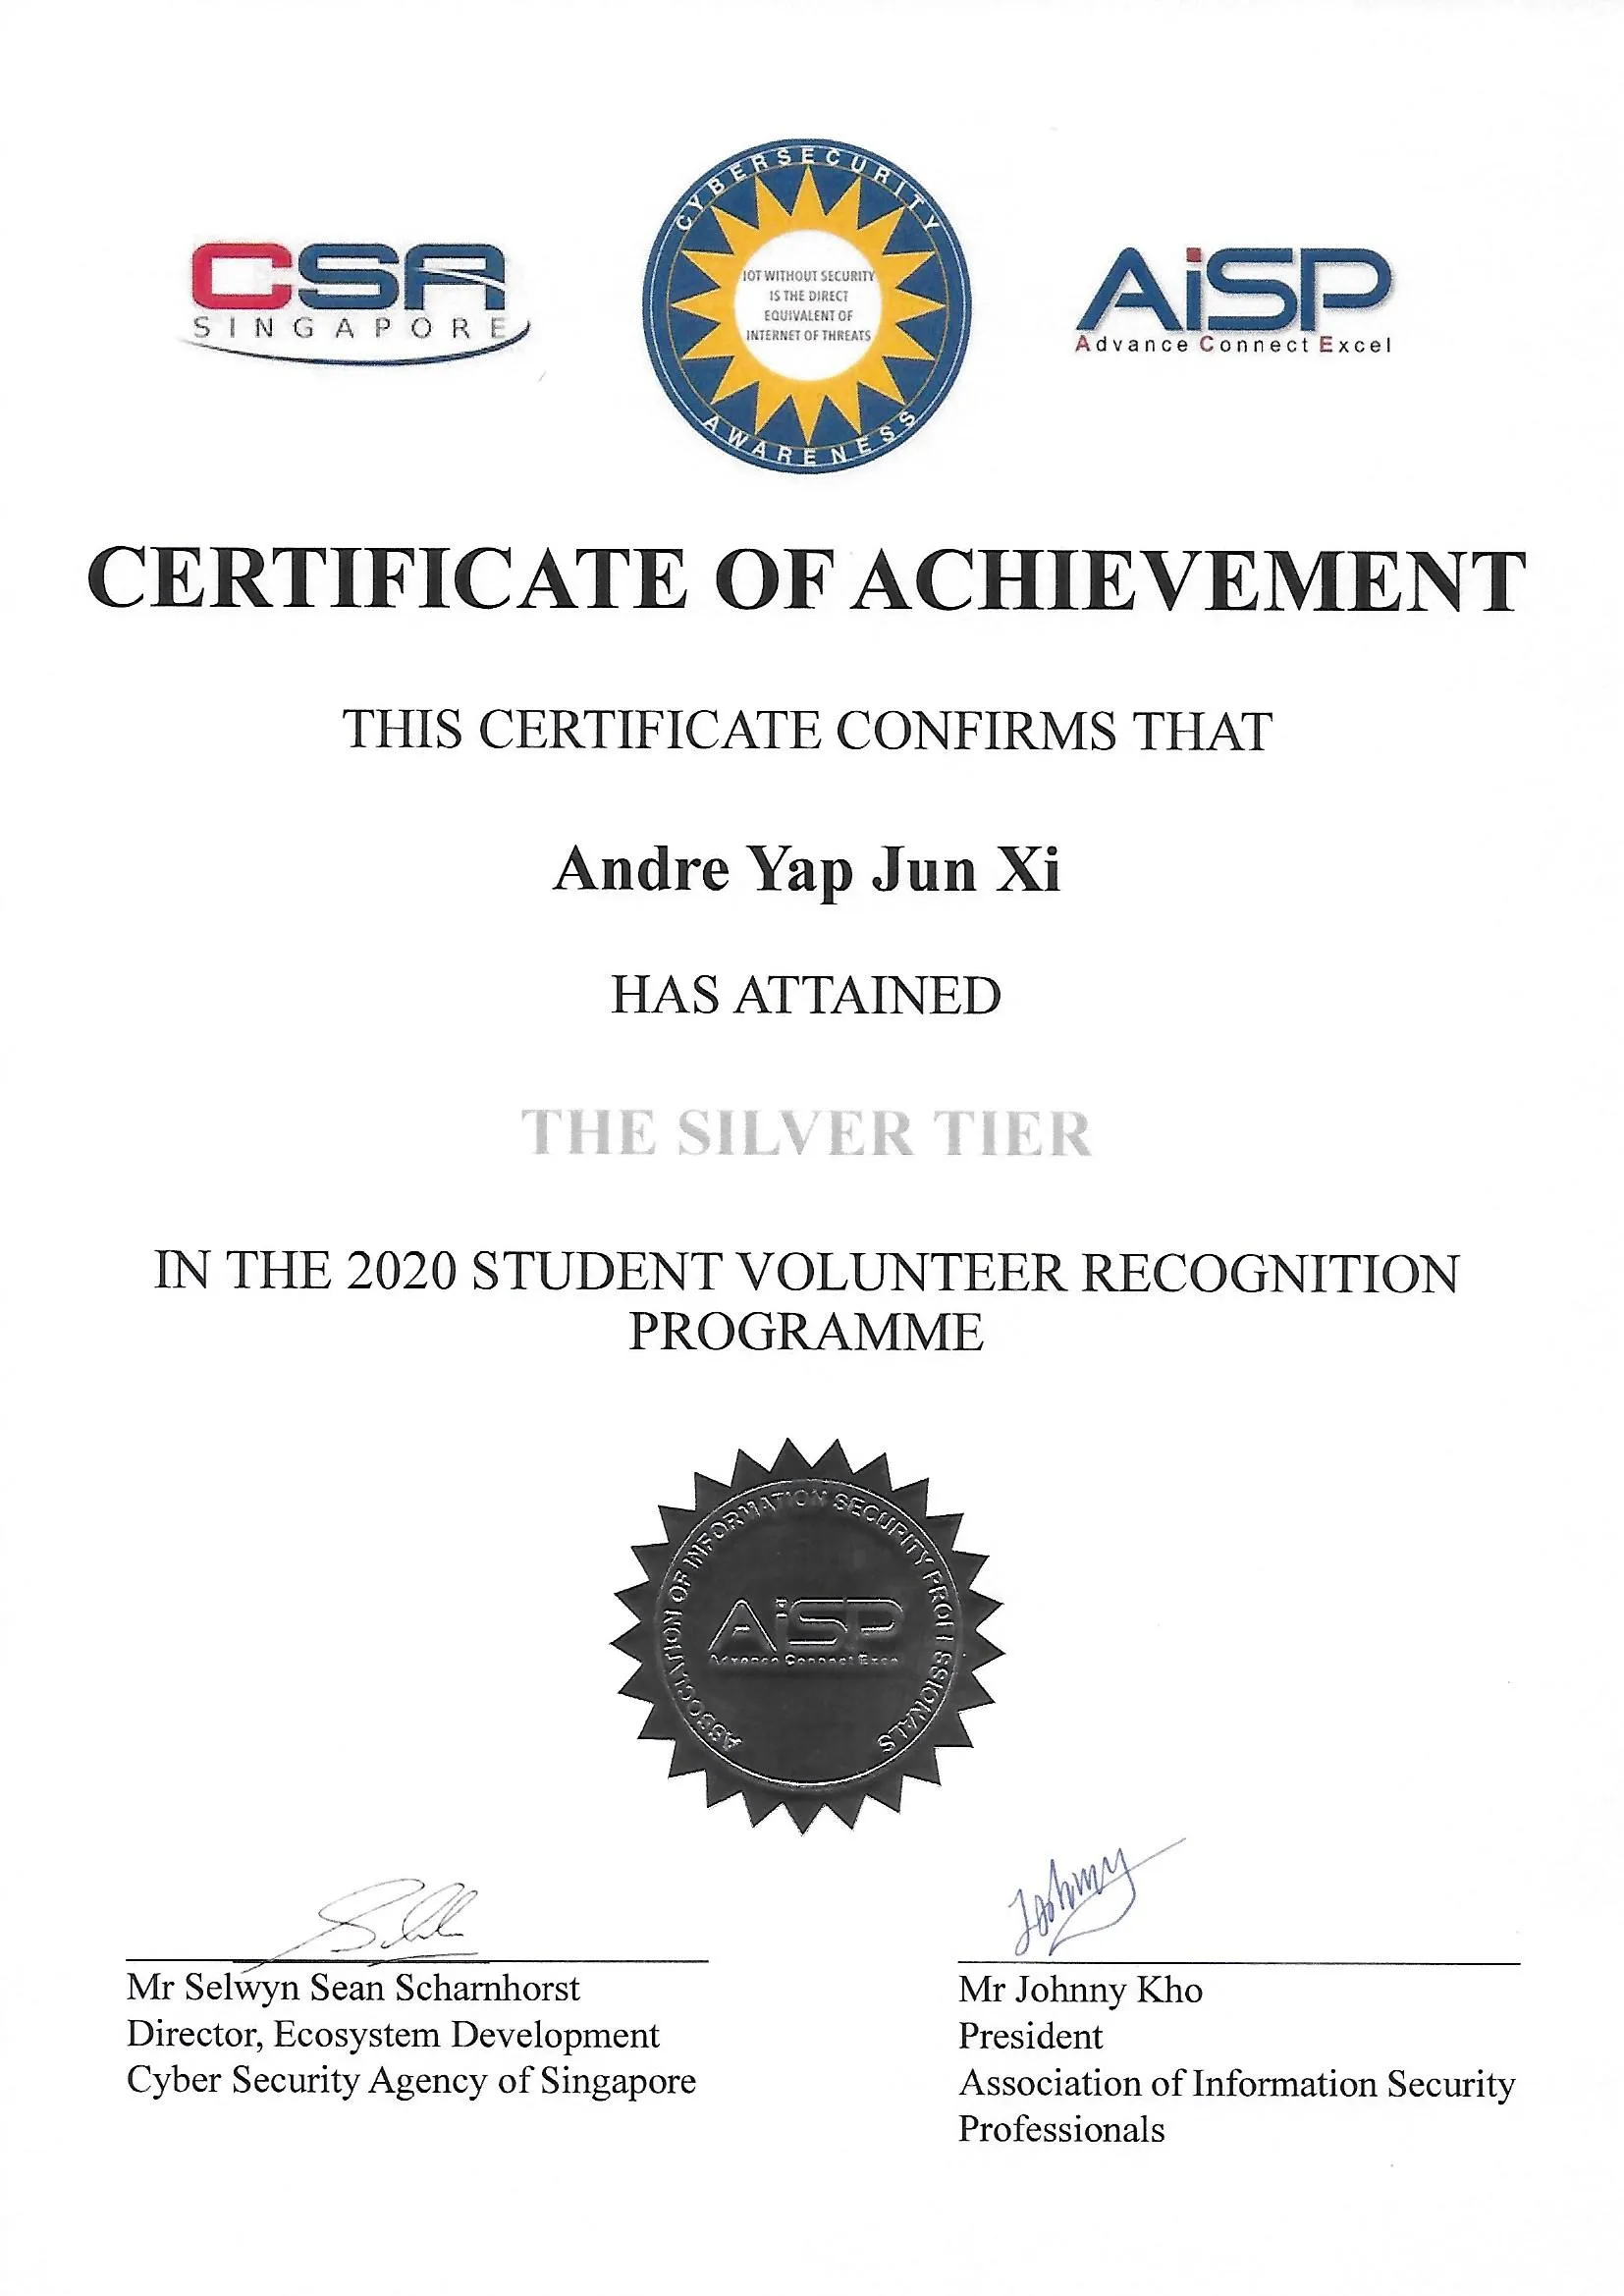 CYBERSECURITY
CSA
SINGAPORE
IOT WITHOUT SECURITY
IS THE DIRECT
EQUIVALENT OF
INTERNET OF THREATS
AWARENESS
AiSP
Advance Connect Excel
CERTIFICATE OF ACHIEVEMENT
THIS CERTIFICATE CONFIRMS THAT
Andre Yap Jun Xi
HAS ATTAINED
THE SILVER TIER
IN THE 2020 STUDENT VOLUNTEER RECOGNITION
PROGRAMME
ASSOCIATION OF INFORMATION SECURITY PROFESSIONALS
AiSP
Advance Connect Excel
Johnny
Mr Selwyn Sean Scharnhorst
Director, Ecosystem Development
Cyber Security Agency of Singapore
Mr Johnny Kho
President
Association of Information Security
Professionals